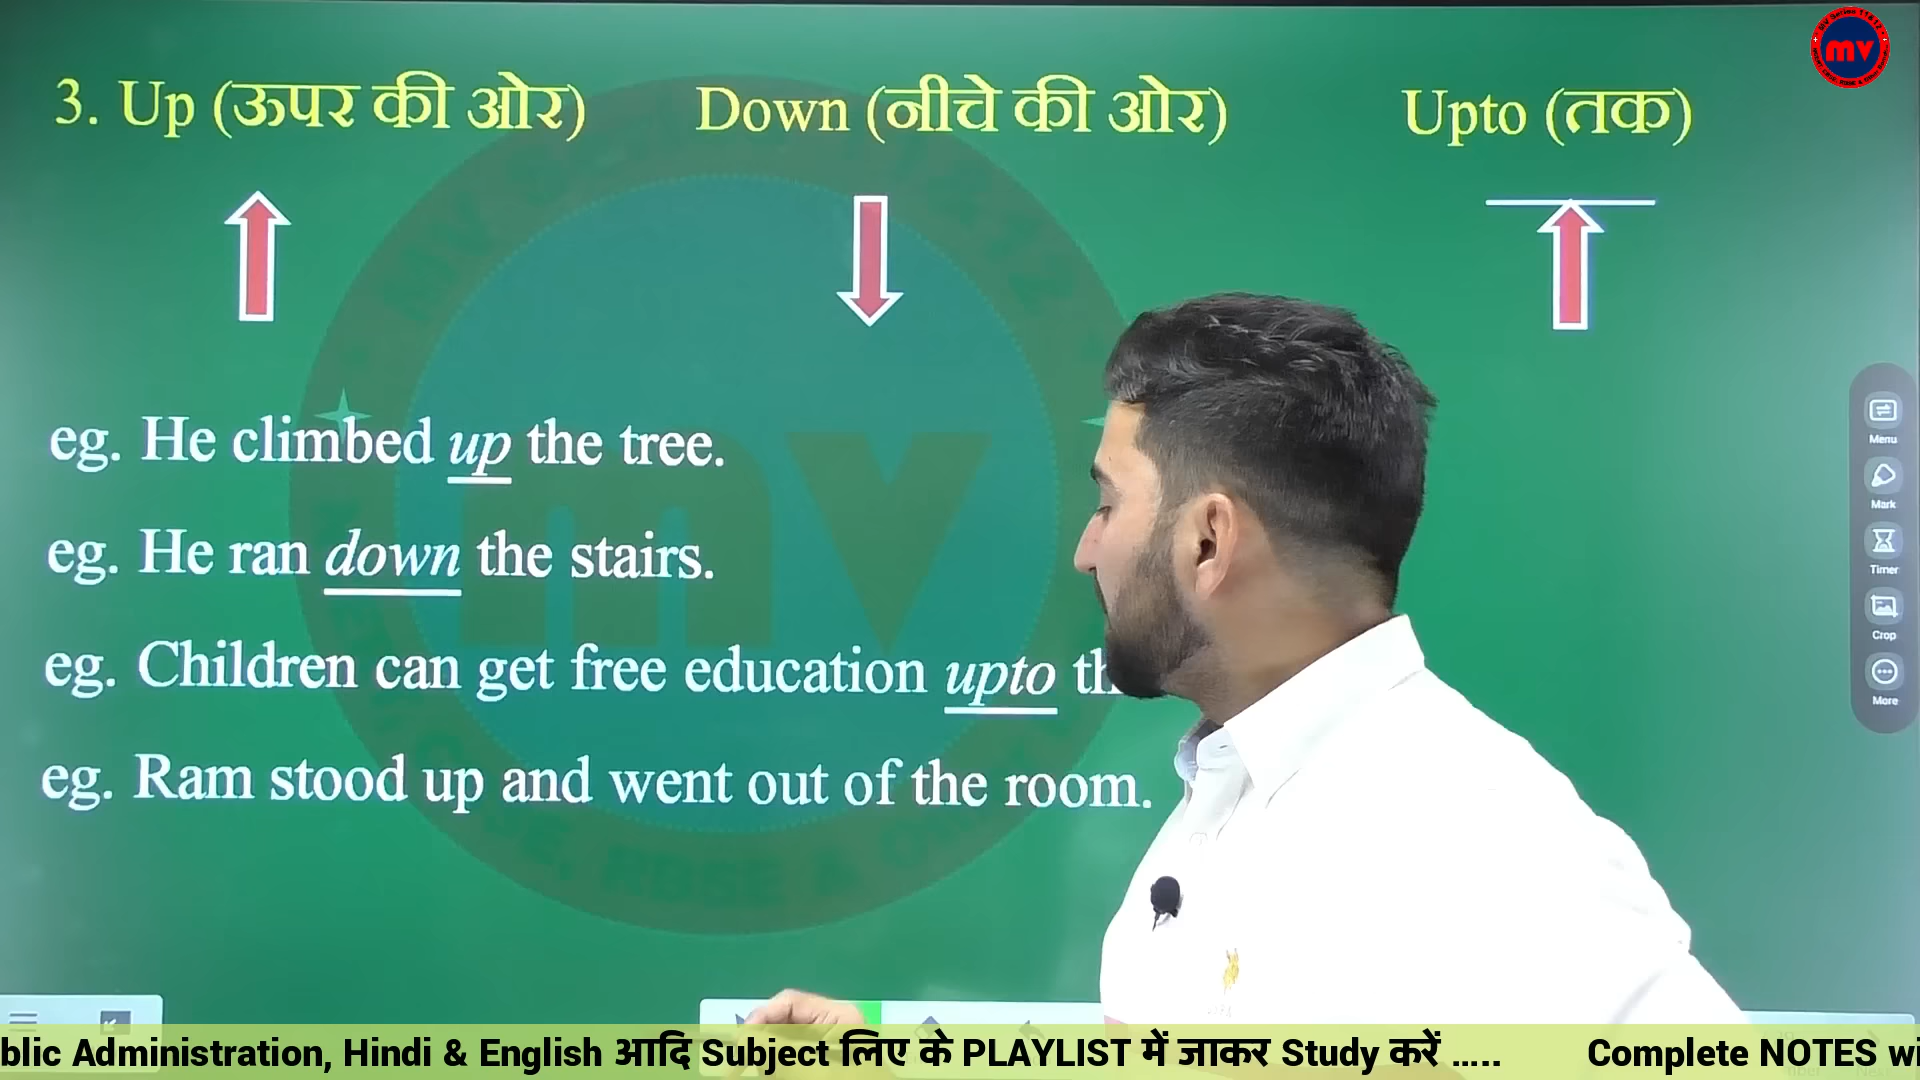 3. Up (ऊपर की ओर) Down (नीचे की ओर) Upto (तक)
eg. He climbed up the tree.
eg. He ran down the stairs.
eg. Children can get free education upto
eg. Ram stood up and went out of the room.
mv
mv
Menu
Mark
Timer
Crop
More
Administration, Hindi & English आदि Subject लिए के PLAYLIST में जाकर Study करें ..... Complete NOTES